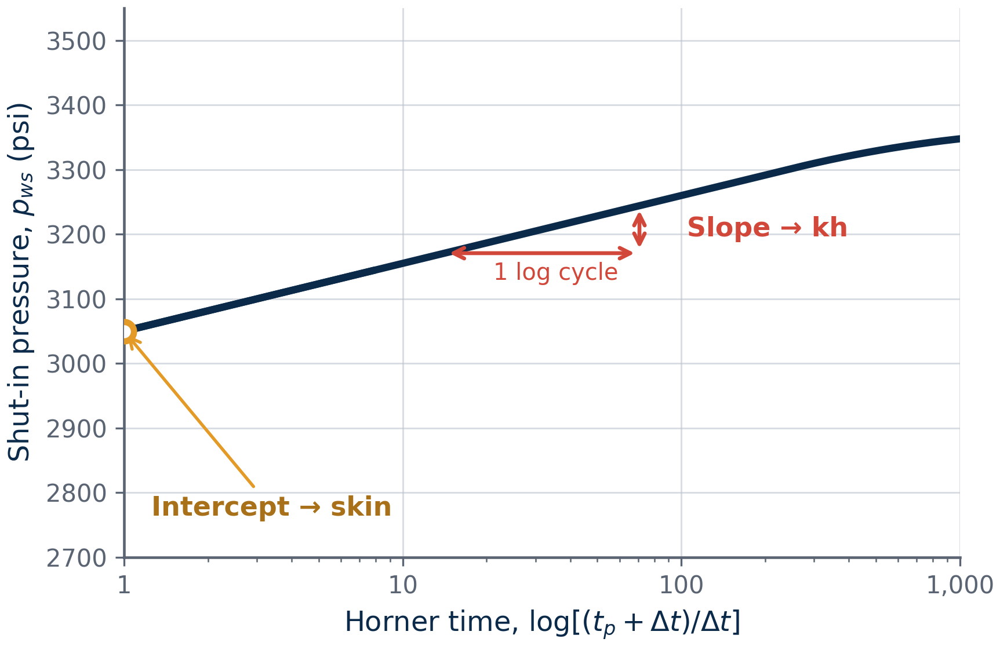 Shut-in pressure, p_ws (psi)
3500
3400
3300
3200
3100
3000
2900
2800
2700
Slope → kh
1 log cycle
Intercept → skin
1
10
100
1,000
Horner time, log[(t_p + Δt)/Δt]